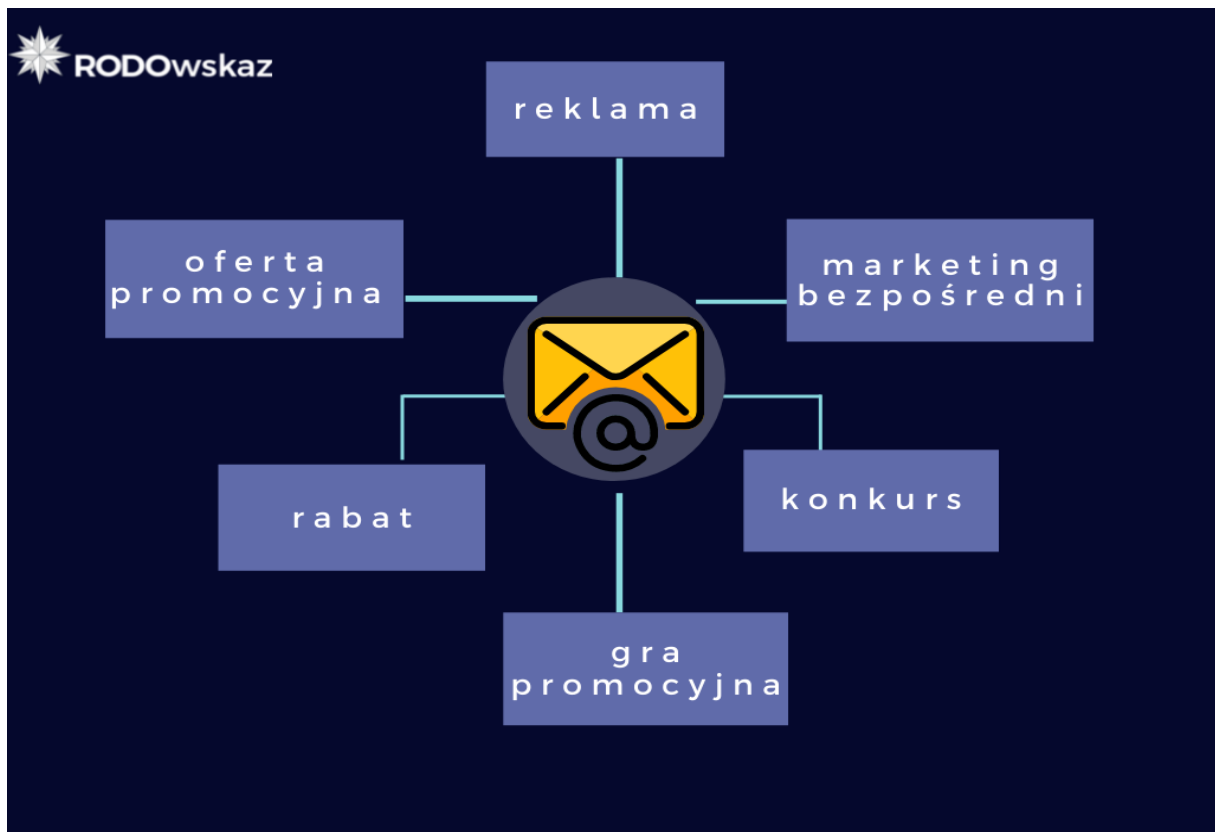 RODOwskaz
reklama
oferta
promocyjna
marketing
bezpośredni
rabat
konkurs
gra
promocyjna